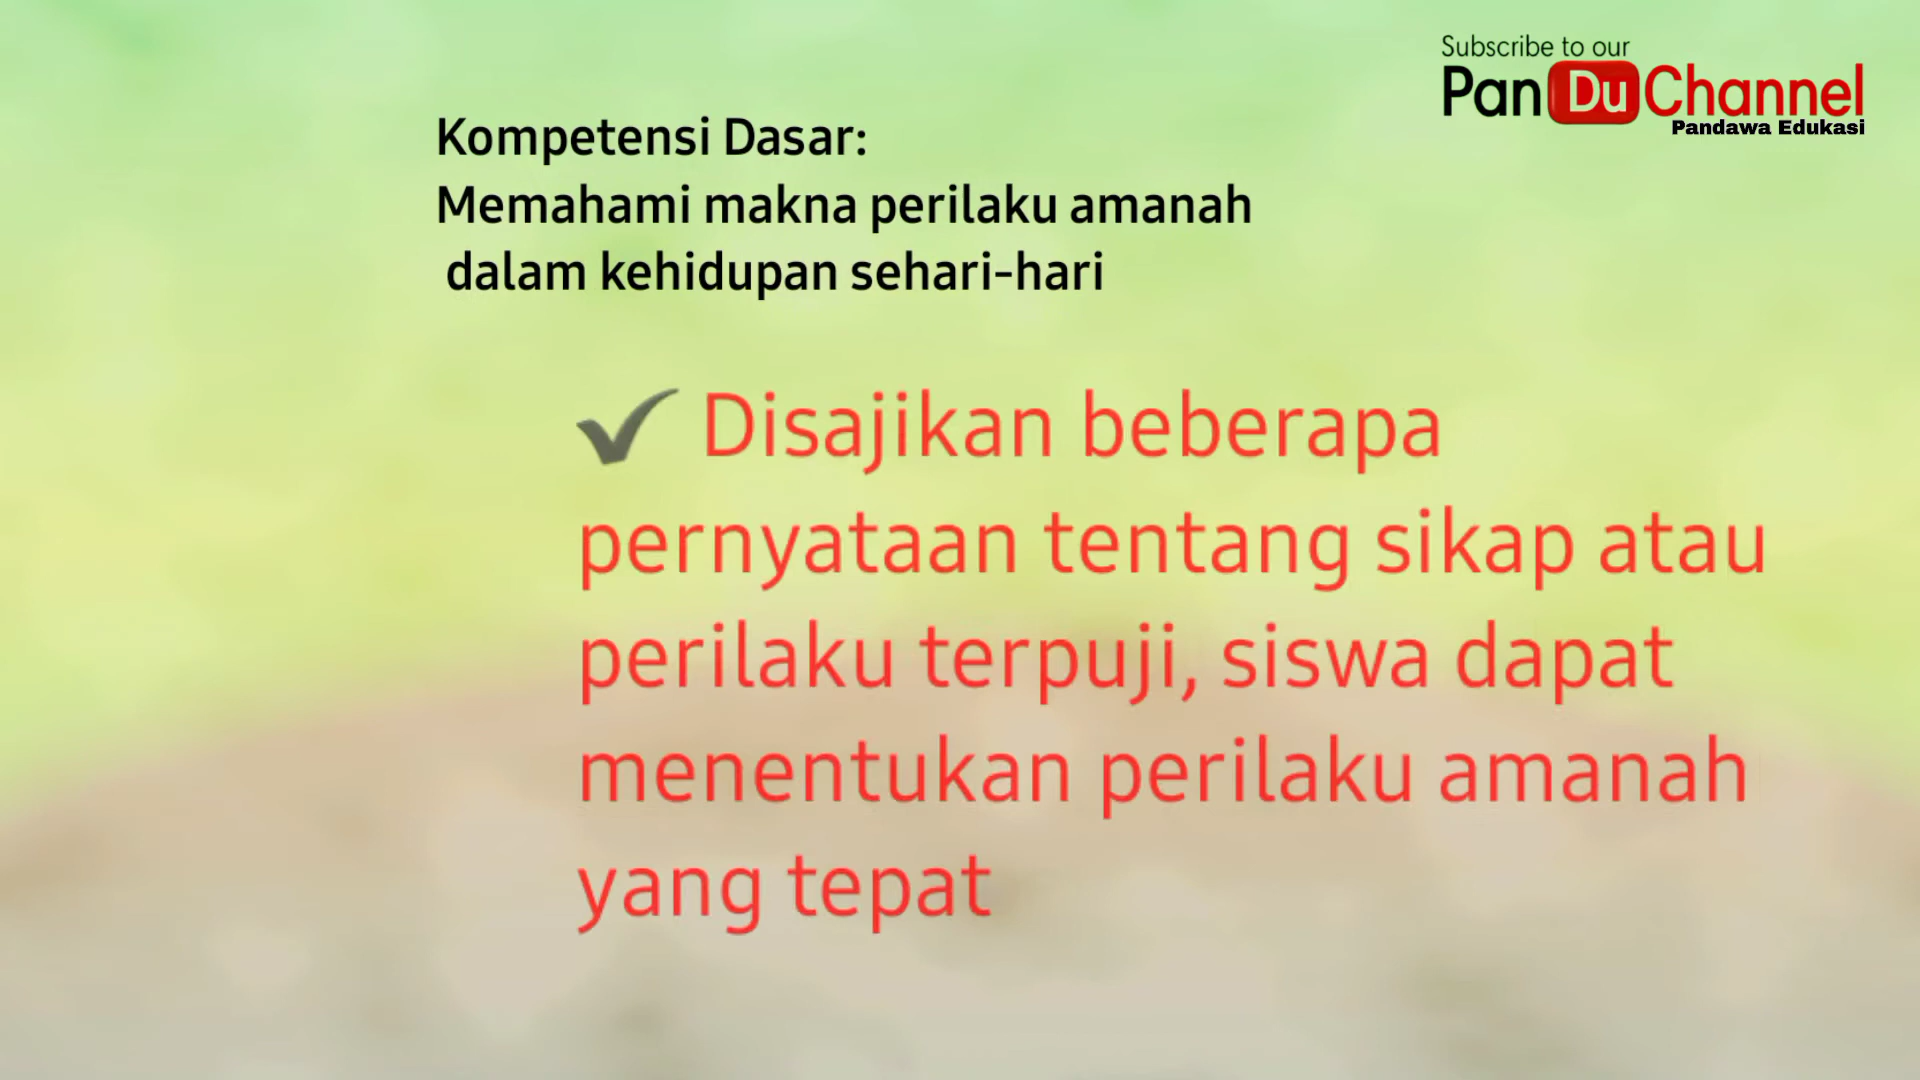 Subscribe to our
PanDuChannel
Pandawa Edukasi
Kompetensi Dasar:
Memahami makna perilaku amanah
dalam kehidupan sehari-hari
✔ Disajikan beberapa
pernyataan tentang sikap atau
perilaku terpuji, siswa dapat
menentukan perilaku amanah
yang tepat